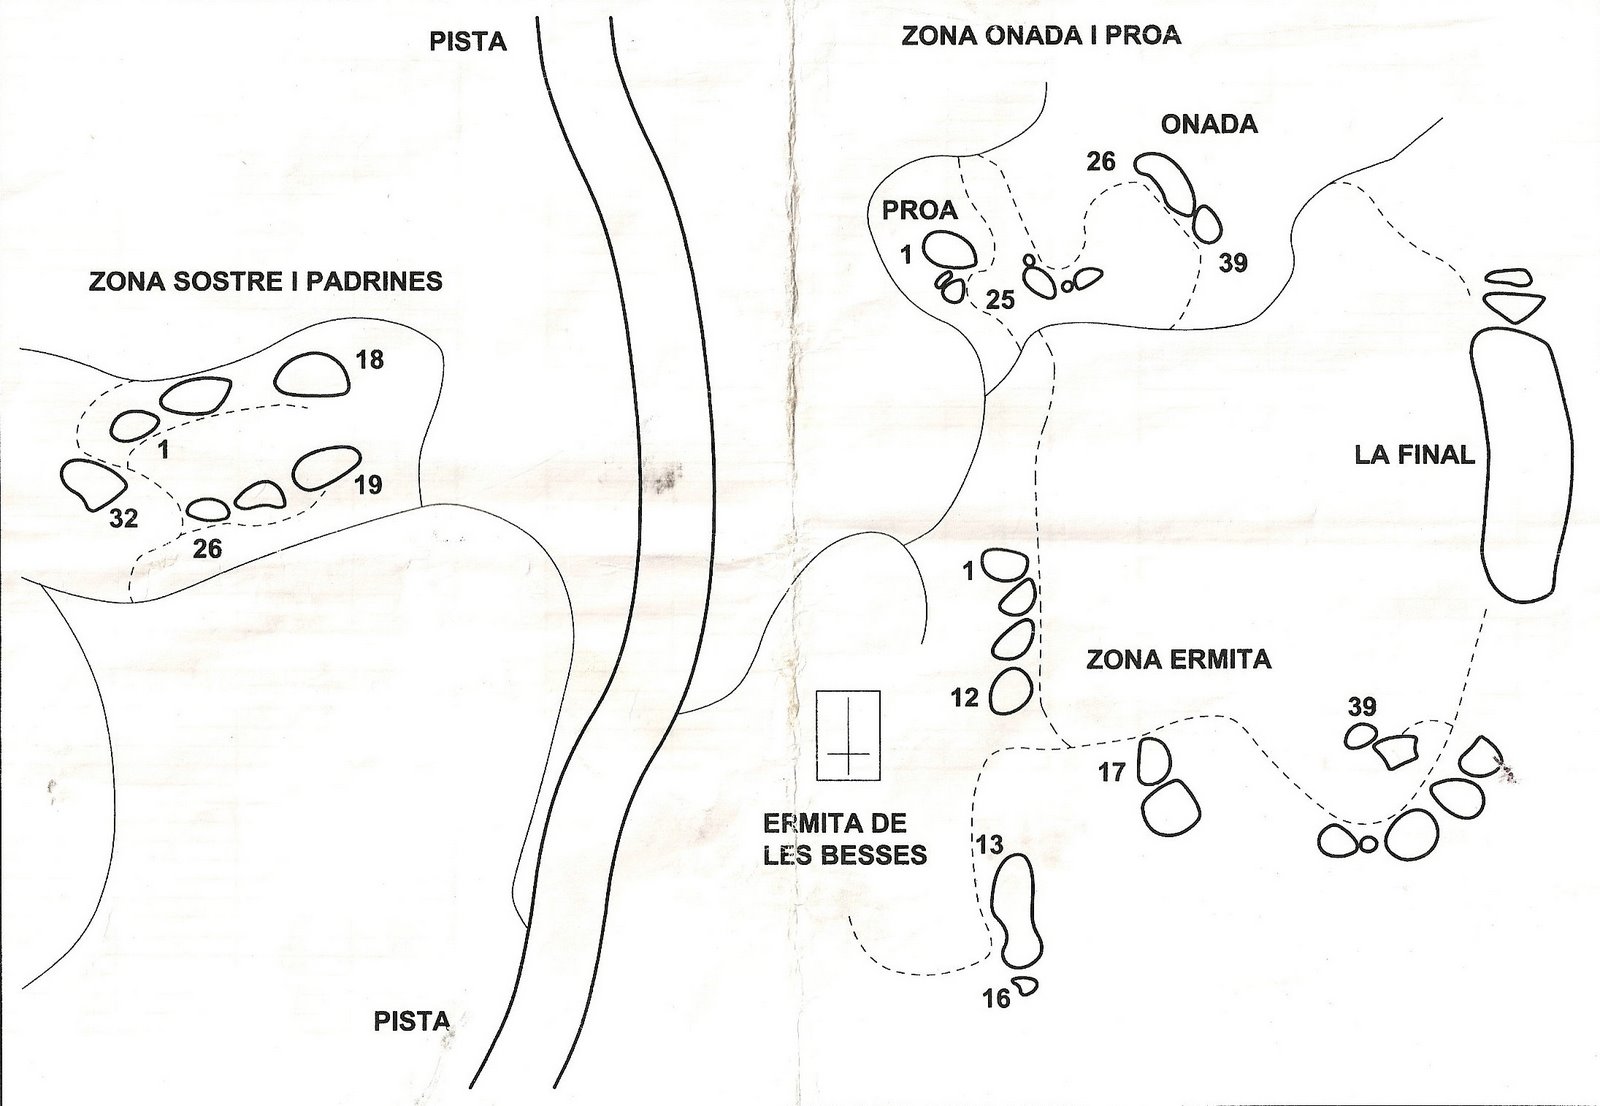 PISTA
ZONA ONADA I PROA
ONADA
26
PROA
1
39
25
ZONA SOSTRE I PADRINES
18
1
19
32
26
LA FINAL
1
ZONA ERMITA
12
39
17
ERMITA DE
LES BESSES
13
16
PISTA